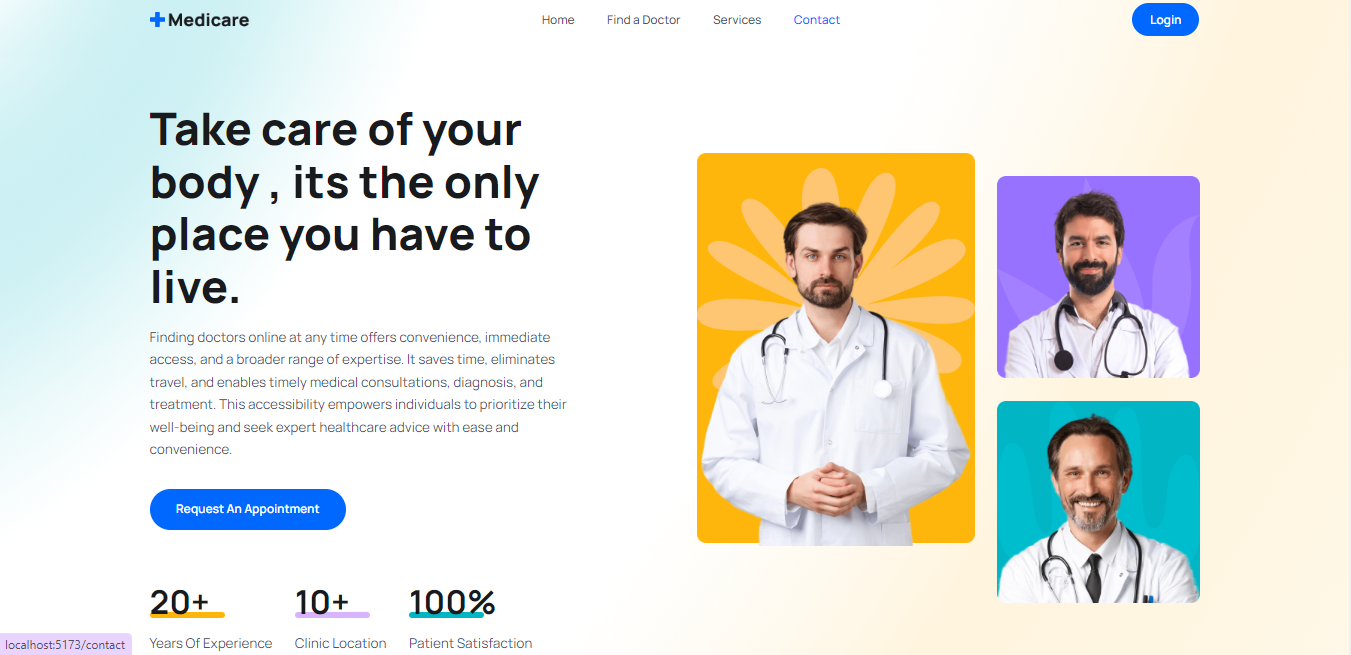 Medicare
Home Find a Doctor Services Contact
Login
Take care of your
body , its the only
place you have to
live.
Finding doctors online at any time offers convenience, immediate
access, and a broader range of expertise. It saves time, eliminates
travel, and enables timely medical consultations, diagnosis, and
treatment. This accessibility empowers individuals to prioritize their
well-being and seek expert healthcare advice with ease and
convenience.
Request An Appointment
20+ 10+ 100%
Years Of Experience Clinic Location Patient Satisfaction
localhost:5173/contact